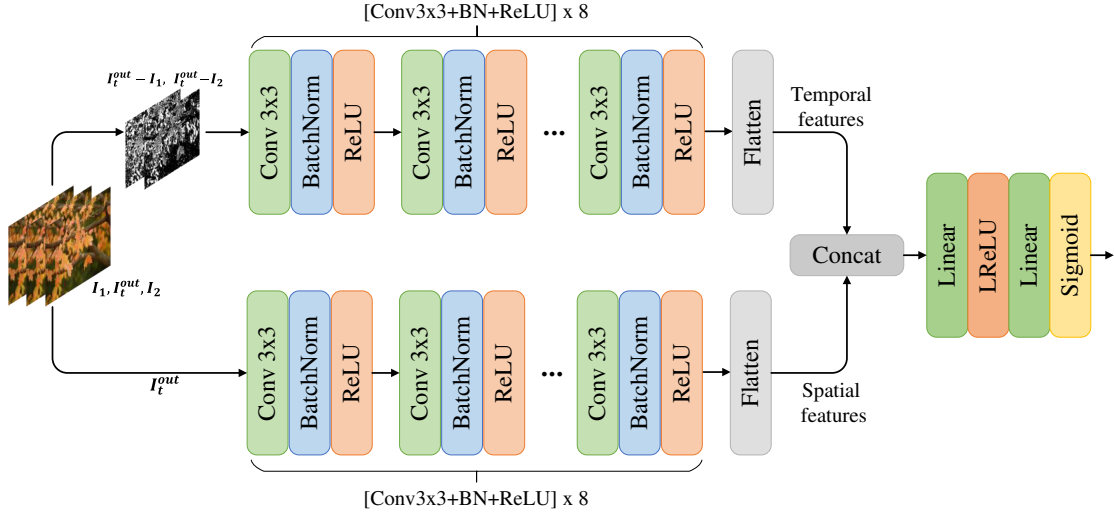 [Conv3x3+BN+ReLU] x 8
I_t^{out} − I_1, I_t^{out}−I_2
Conv 3x3
BatchNorm
ReLU
Conv 3x3
BatchNorm
ReLU
...
Conv 3x3
BatchNorm
ReLU
Flatten
Temporal
features
I_1, I_t^{out}, I_2
Concat
Linear
LReLU
Linear
Sigmoid
I_t^{out}
Conv 3x3
BatchNorm
ReLU
Conv 3x3
BatchNorm
ReLU
...
Conv 3x3
BatchNorm
ReLU
Flatten
Spatial
features
[Conv3x3+BN+ReLU] x 8